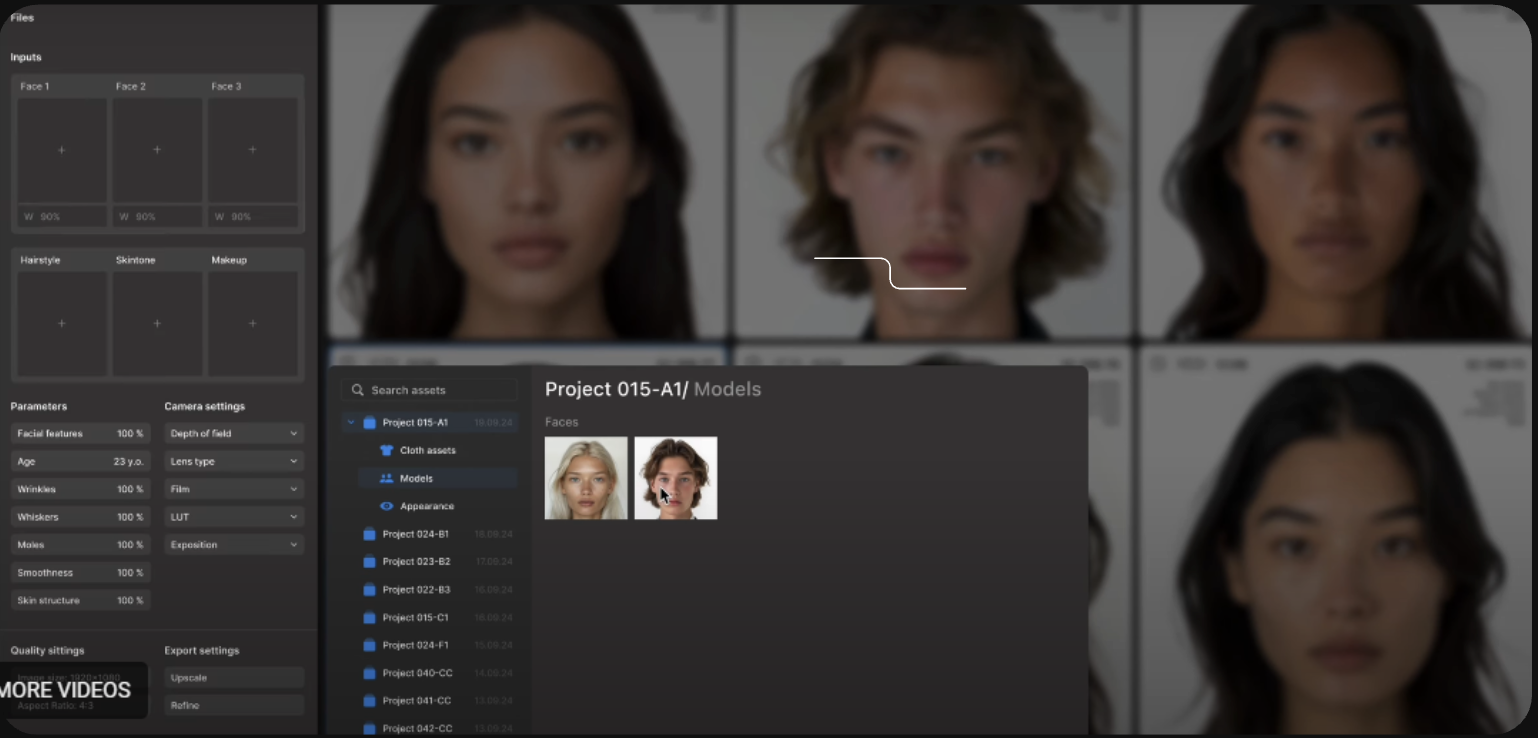 Files
Inputs
Face 1 Face 2 Face 3
+ + +
W 90% W 90% W 90%
Hairstyle Skintone Makeup
+ + +
Parameters Camera settings
Facial features 100 % Depth of field
Age 23 y.o. Lens type
Wrinkles 100 % Film
Whiskers 100 % LUT
Moles 100 % Exposition
Smoothness 100 %
Skin structure 100 %
Quality sittings Export settings
Image size: 1920×1080 Upscale
MORE VIDEOS
Aspect Ratio: 4:3 Refine
Search assets
Project 015-A1 19.09.24
Cloth assets
Models
Appearance
Project 024-B1 18.09.24
Project 023-B2 17.09.24
Project 022-B3 16.09.24
Project 015-C1 16.09.24
Project 024-F1 15.09.24
Project 040-CC 14.09.24
Project 041-CC 13.09.24
Project 042-CC 13.09.24
Project 015-A1/ Models
Faces